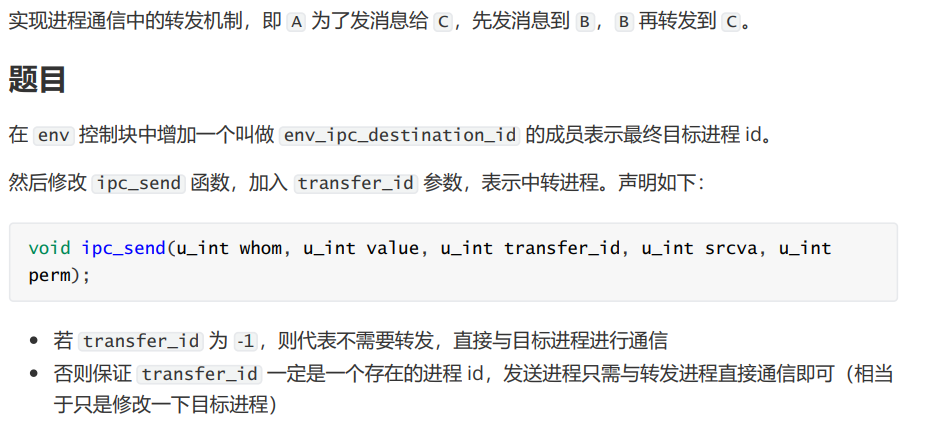 实现进程通信中的转发机制，即 A 为了发消息给 C，先发消息到 B，B 再转发到 C。
题目
在 env 控制块中增加一个叫做 env_ipc_destination_id 的成员表示最终目标进程 id。
然后修改 ipc_send 函数，加入 transfer_id 参数，表示中转进程。声明如下：
void ipc_send(u_int whom, u_int value, u_int transfer_id, u_int srcva, u_int
perm);
若 transfer_id 为 -1，则代表不需要转发，直接与目标进程进行通信
否则保证 transfer_id 一定是一个存在的进程 id，发送进程只需与转发进程直接通信即可（相当
于只是修改一下目标进程）